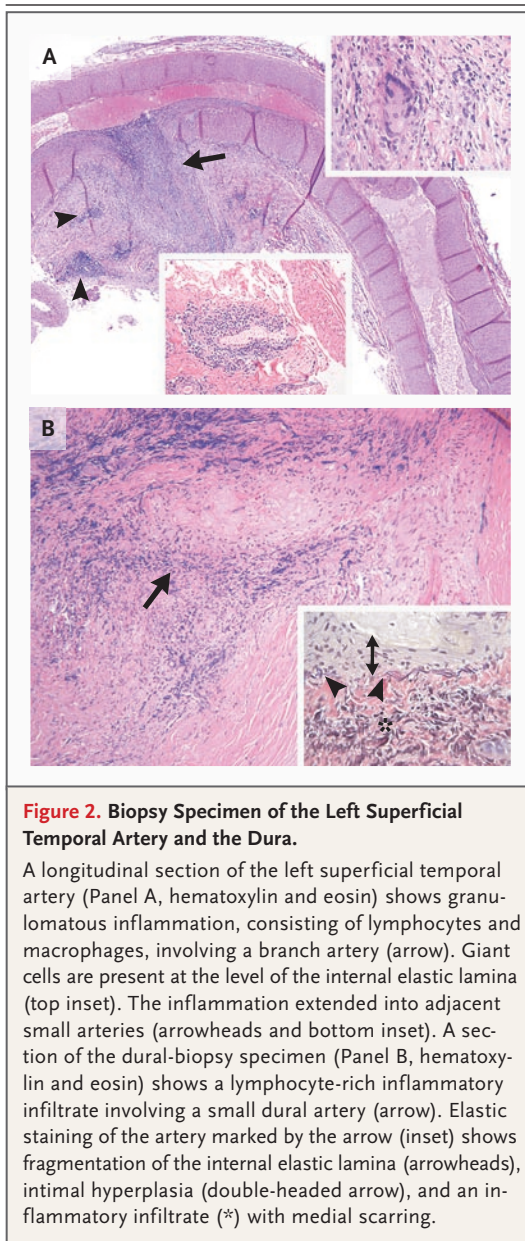 A
B
*
Figure 2. Biopsy Specimen of the Left Superficial
Temporal Artery and the Dura.
A longitudinal section of the left superficial temporal
artery (Panel A, hematoxylin and eosin) shows granu-
lomatous inflammation, consisting of lymphocytes and
macrophages, involving a branch artery (arrow). Giant
cells are present at the level of the internal elastic lamina
(top inset). The inflammation extended into adjacent
small arteries (arrowheads and bottom inset). A sec-
tion of the dural-biopsy specimen (Panel B, hematoxy-
lin and eosin) shows a lymphocyte-rich inflammatory
infiltrate involving a small dural artery (arrow). Elastic
staining of the artery marked by the arrow (inset) shows
fragmentation of the internal elastic lamina (arrowheads),
intimal hyperplasia (double-headed arrow), and an in-
flammatory infiltrate (*) with medial scarring.